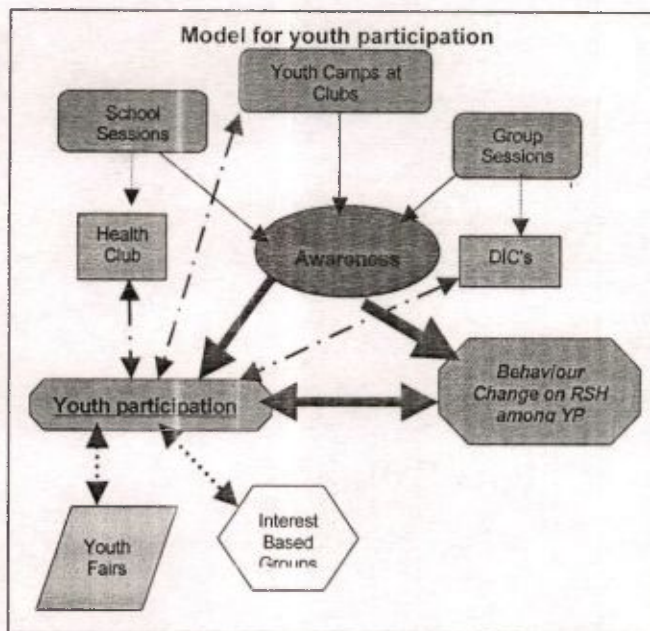 Model for youth participation
Youth Camps at
Clubs
School
Sessions
Group
Sessions
Health
Club
Awareness
DIC's
Behaviour
Change on RSH
among YP
Youth participation
Youth
Fairs
Interest
Based
Groups